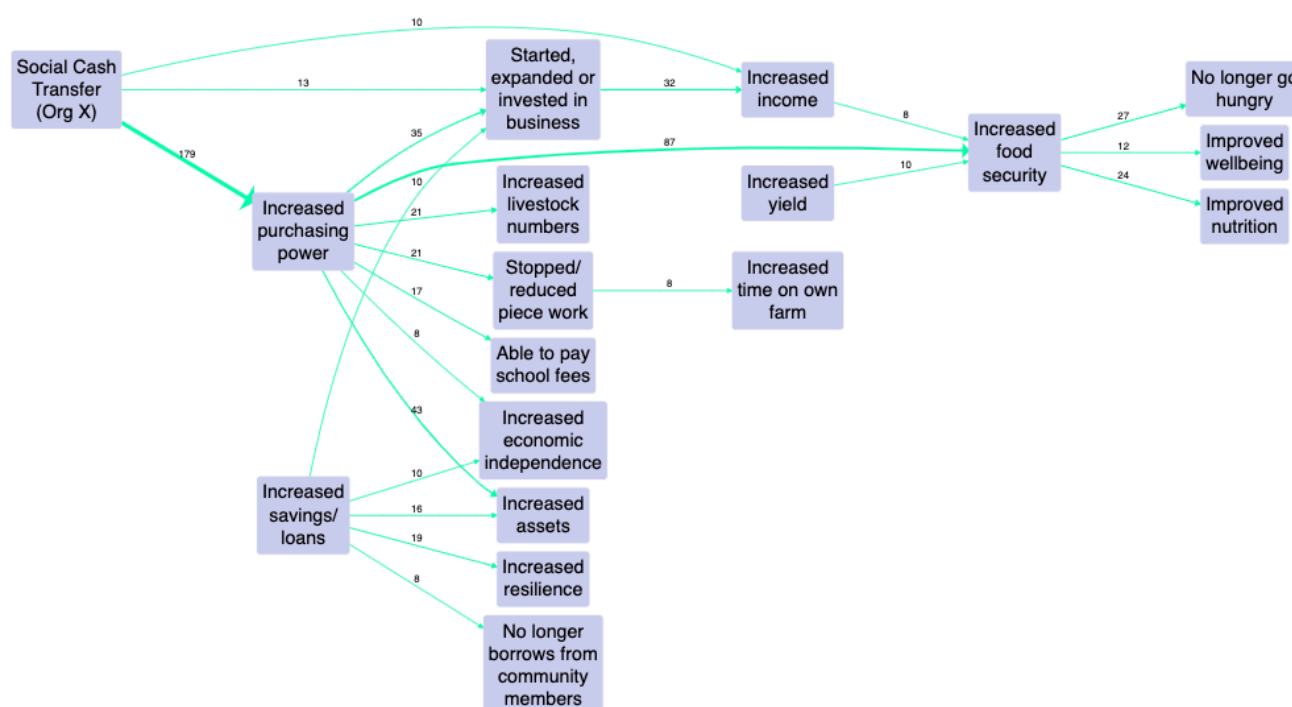 10
Social Cash
Transfer
(Org X)
13
179
Started,
expanded or
invested in
business
32
Increased
income
8
No longer go
hungry
27
Increased
food
security
12
Improved
wellbeing
24
Improved
nutrition
35
87
10
Increased
purchasing
power
10
21
Increased
livestock
numbers
Increased
yield
21
Stopped/
reduced
piece work
8
Increased
time on own
farm
17
Able to pay
school fees
8
43
Increased
economic
independence
10
Increased
savings/
loans
16
Increased
assets
19
Increased
resilience
8
No longer
borrows from
community
members